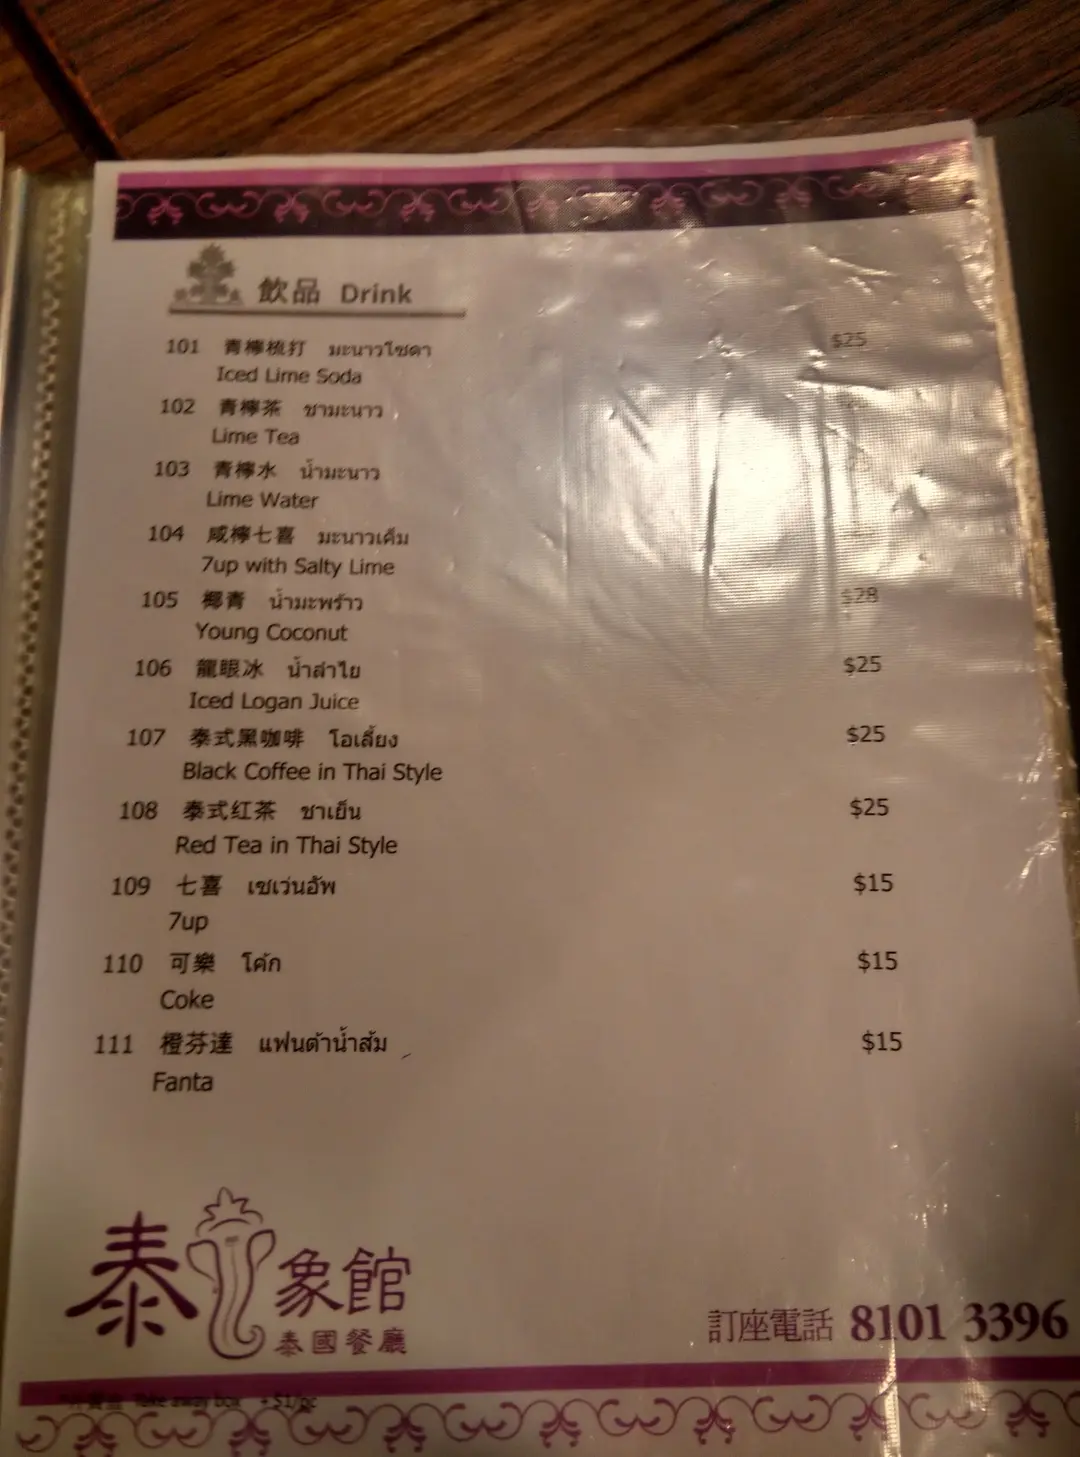 飲品 Drink
101 青檸梳打 มะนาวโซดา $25
Iced Lime Soda
102 青檸茶 ชามะนาว
Lime Tea
103 青檸水 น้ำมะนาว
Lime Water
104 咸檸七喜 มะนาวเค็ม
7up with Salty Lime
105 椰青 น้ำมะพร้าว $28
Young Coconut
106 龍眼冰 น้ำลำใย $25
Iced Logan Juice
107 泰式黑咖啡 โอเลี้ยง $25
Black Coffee in Thai Style
108 泰式红茶 ชาเย็น $25
Red Tea in Thai Style
109 七喜 เซเว่นอัพ $15
7up
110 可樂 โค้ก $15
Coke
111 橙芬達 แฟนต้าน้ำส้ม $15
Fanta
泰象館
泰國餐廳
訂座電話 8101 3396
Take away box +$1/pc